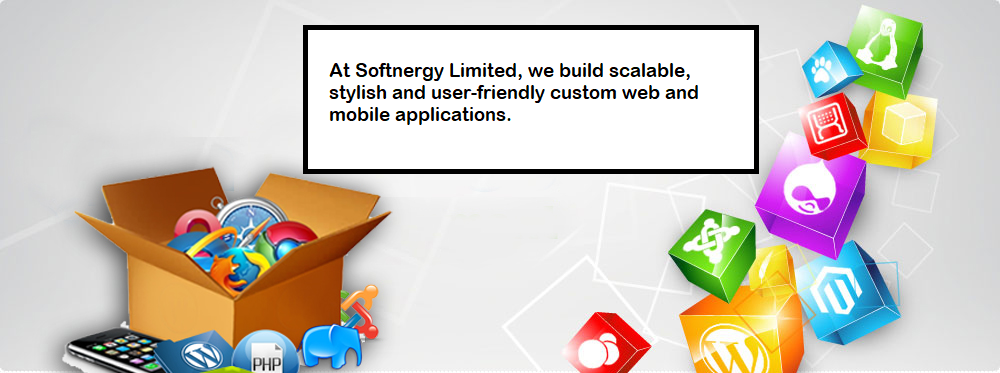 At Softnergy Limited, we build scalable,
stylish and user-friendly custom web and
mobile applications.
PHP